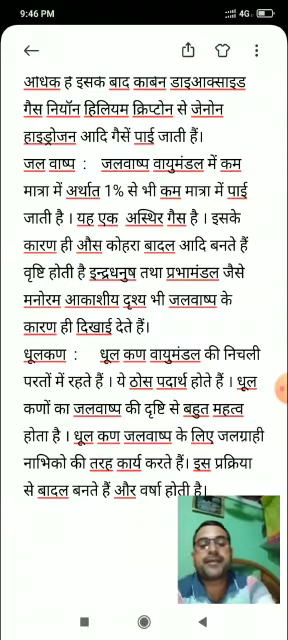 9:46 PM 4G
अधिक है इसके बाद कार्बन डाइआक्साइड
गैस नियॉन हिलियम क्रिप्टोन से जेनोन
हाइड्रोजन आदि गैसें पाई जाती हैं।
जल वाष्प : जलवाष्प वायुमंडल में कम
मात्रा में अर्थात 1% से भी कम मात्रा में पाई
जाती है । यह एक अस्थिर गैस है । इसके
कारण ही औस कोहरा बादल आदि बनते हैं
वृष्टि होती है इन्द्रधनुष तथा प्रभामंडल जैसे
मनोरम आकाशीय दृश्य भी जलवाष्प के
कारण ही दिखाई देते हैं।
धूलकण : धूल कण वायुमंडल की निचली
परतों में रहते हैं । ये ठोस पदार्थ होते हैं । धूल
कणों का जलवाष्प की दृष्टि से बहुत महत्व
होता है । धूल कण जलवाष्प के लिए जलग्राही
नाभिको की तरह कार्य करते हैं। इस प्रक्रिया
से बादल बनते हैं और वर्षा होती है।